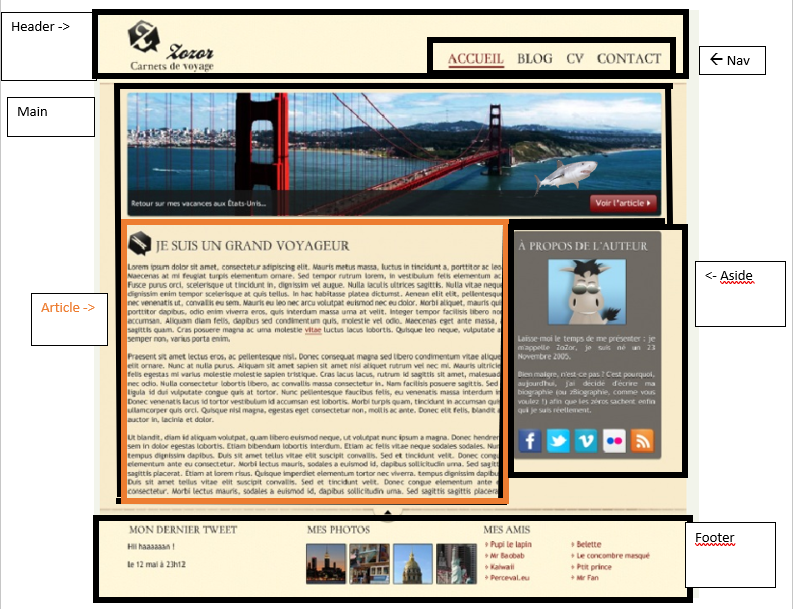 Header ->
Zozor
Carnets de voyage
ACCUEIL BLOG CV CONTACT
<- Nav
Main
Retour sur mes vacances aux États-Unis...
Voir l'article
JE SUIS UN GRAND VOYAGEUR
Lorem ipsum dolor sit amet, consectetur adipiscing elit. Mauris metus massa, luctus in tincidunt a, porttitor ac leo
Maecenas at mi feugiat turpis elementum ornare. Sed tempor rutrum lorem, in vestibulum felis elementum ac
Fusce purus orci, scelerisque ut tincidunt in, dignissim vel augue. Nulla iaculis ultrices sagittis. Nulla vitae neque
dignissim enim tempor scelerisque at quis tellus. In hac habitasse platea dictumst. Aenean elit elit, pellentesque
nec venenatis ut, convallis eu sem. Mauris eu leo nec arcu volutpat euismod nec eu dolor. Morbi aliquet, mauris qui
porttitor dapibus, odio enim viverra eros, quis interdum massa urna at velit. Integer tempor facilisis libero non
accumsan. Aliquam diam felis, dapibus sed condimentum quis, molestie vel odio. Maecenas eget ante massa,
sagittis quam. Cras posuere magna ac urna molestie vitae luctus lacus lobortis. Quisque leo neque, vulputate a
semper non, varius porta enim.
Praesent sit amet lectus eros, ac pellentesque nisl. Donec consequat magna sed libero condimentum vitae aliquet
elit ornare. Nunc at nulla purus. Aliquam sit amet sapien sit amet nisi aliquet rutrum vel nec mi. Mauris neque
felis egestas mi varius molestie molestie sapien tristique. Cras lacus lacus, rutrum id sagittis sit amet, malesuad
nec odio. Nulla consectetur lobortis libero, ac convallis massa consectetur in. Nam facilisis posuere sagittis. Sed
ligula id dui vulputate congue quis at tortor. Nunc pellentesque faucibus felis, eu venenatis massa interdum in
Donec venenatis lacus id tortor vestibulum id accumsan est lobortis. Morbi turpis quam, tincidunt in accumsan qui
ullamcorper quis orci. Quisque nisi magna, egestas eget consectetur non, mollis ac ante. Donec elit felis, blandit a
auctor in, lacinia et dolor.
Ut blandit, diam id aliquam volutpat, quam libero euismod neque, ut volutpat nunc ipsum a magna. Donec hendrer
sem in dolor egestas lobortis. Etiam bibendum lobortis interdum. Etiam ac felis vitae neque sodales sodales. Nun
tempus dignissim dapibus. Duis sit amet tellus vitae elit suscipit convallis. Sed et tincidunt velit. Donec congu
elementum ante eu consectetur. Morbi lectus mauris, sodales a euismod id, dapibus sollicitudin urna. Sed sagitti
sagittis placerat. Etiam at lorem risus. Quisque imperdiet elementum tortor nec viverra. tempus dignissim dapibu
Duis sit amet tellus vitae elit suscipit convallis. Sed et tincidunt velit. Donec congue elementum ante e
consectetur. Morbi lectus mauris, sodales a euismod id, dapibus sollicitudin urna. Sed sagittis sagittis placera
Article ->
À PROPOS DE L'AUTEUR
Laisse-moi le temps de me présenter : je
m'appelle Zozor, je suis né un 23
Novembre 2005.
Bien maigre, n'est-ce pas ? C'est pourquoi,
aujourd'hui, j'ai décidé d'écrire ma
biographie (ou zBiographie, comme vous
voulez !) afin que les zéros sachent enfin
qui je suis réellement.
<- Aside
MON DERNIER TWEET
Hii haaaaaan !
le 12 mai à 23h12
MES PHOTOS
MES AMIS
Pupi le lapin
Mr Baobab
Kaiwaii
Perceval.eu
Belette
Le concombre masqué
Ptit prince
Mr Fan
Footer